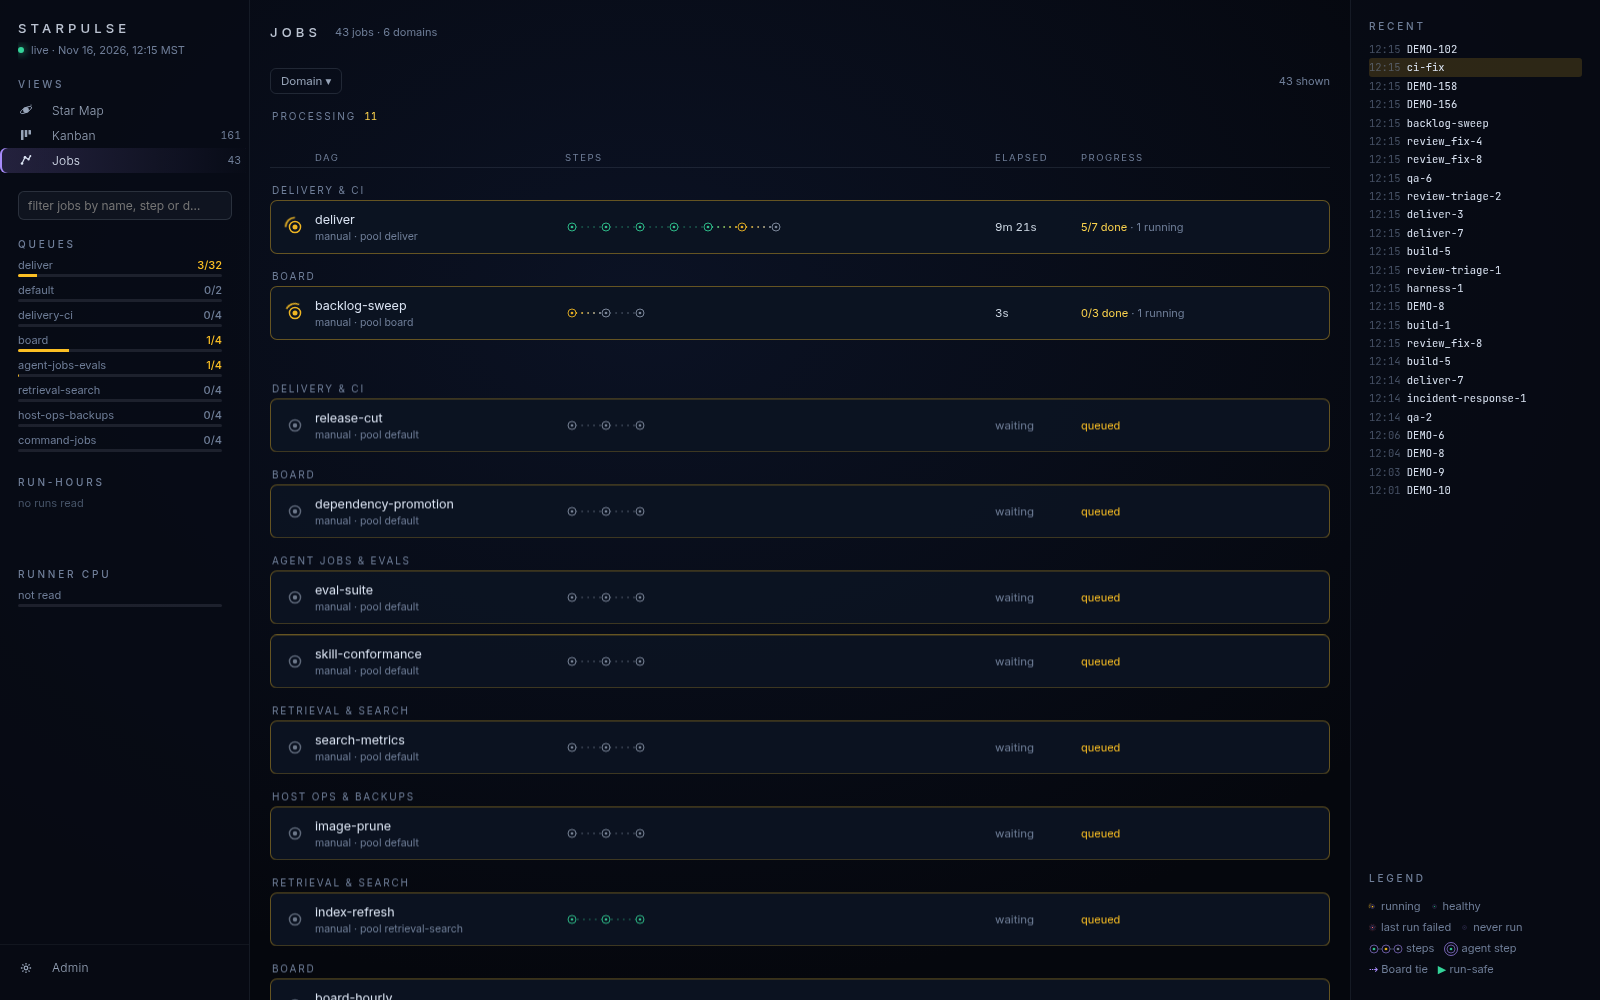 STARPULSE
live · Nov 16, 2026, 12:15 MST
VIEWS
Star Map
Kanban 161
Jobs 43
filter jobs by name, step or d...
QUEUES
deliver 3/32
default 0/2
delivery-ci 0/4
board 1/4
agent-jobs-evals 1/4
retrieval-search 0/4
host-ops-backups 0/4
command-jobs 0/4
RUN-HOURS
no runs read
RUNNER CPU
not read
Admin
JOBS 43 jobs · 6 domains
Domain ▾ 43 shown
PROCESSING 11
DAG STEPS ELAPSED PROGRESS
DELIVERY & CI
deliver
manual · pool deliver
9m 21s 5/7 done · 1 running
BOARD
backlog-sweep
manual · pool board
3s 0/3 done · 1 running
DELIVERY & CI
release-cut
manual · pool default
waiting queued
BOARD
dependency-promotion
manual · pool default
waiting queued
AGENT JOBS & EVALS
eval-suite
manual · pool default
waiting queued
skill-conformance
manual · pool default
waiting queued
RETRIEVAL & SEARCH
search-metrics
manual · pool default
waiting queued
HOST OPS & BACKUPS
image-prune
manual · pool default
waiting queued
RETRIEVAL & SEARCH
index-refresh
manual · pool retrieval-search
waiting queued
BOARD
board-hourly
RECENT
12:15 DEMO-102
12:15 ci-fix
12:15 DEMO-158
12:15 DEMO-156
12:15 backlog-sweep
12:15 review_fix-4
12:15 review_fix-8
12:15 qa-6
12:15 review-triage-2
12:15 deliver-3
12:15 deliver-7
12:15 build-5
12:15 review-triage-1
12:15 harness-1
12:15 DEMO-8
12:15 build-1
12:15 review_fix-8
12:14 build-5
12:14 deliver-7
12:14 incident-response-1
12:14 qa-2
12:06 DEMO-6
12:04 DEMO-8
12:03 DEMO-9
12:01 DEMO-10
LEGEND
running healthy
last run failed never run
steps agent step
⇢ Board tie ▶ run-safe